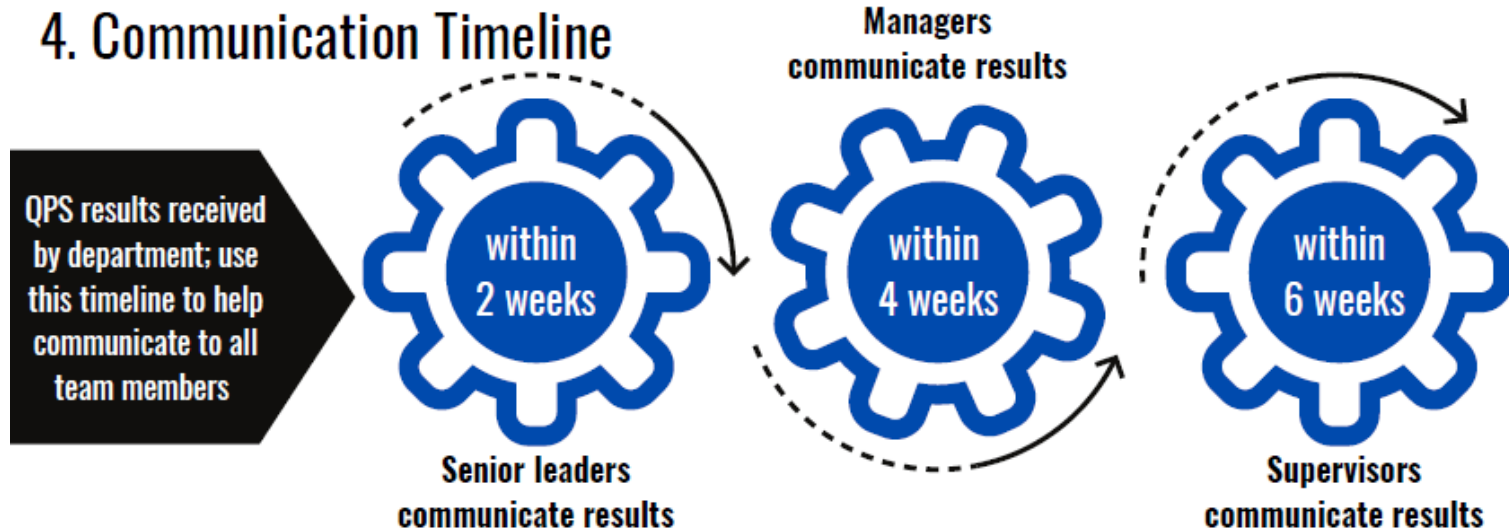 4. Communication Timeline
QPS results received
by department; use
this timeline to help
communicate to all
team members
within
2 weeks
Senior leaders
communicate results
Managers
communicate results
within
4 weeks
within
6 weeks
Supervisors
communicate results